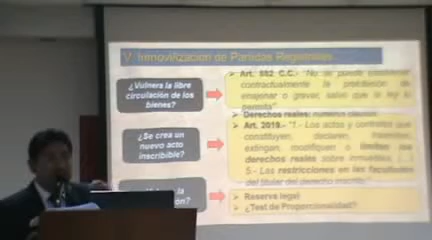 V. Inmovilización de Partidas Registrales
¿Vulnera la libre
circulación de los
bienes?
Art. 882 C.C.- "No se puede establecer
contractualmente la prohibición de
enajenar o gravar, salvo que la ley lo
permita"
¿Se crea un
nuevo acto
inscribible?
Derechos reales: numerus clausus
Art. 2019.- "1.- Los actos y contratos que
constituyen, declaren, trasmitan,
extingan, modifiquen o limiten los
derechos reales sobre inmuebles, (...)
5.- Las restricciones en las facultades
del titular del derecho inscrito"
la
Reserva legal
¿Test de Proporcionalidad?